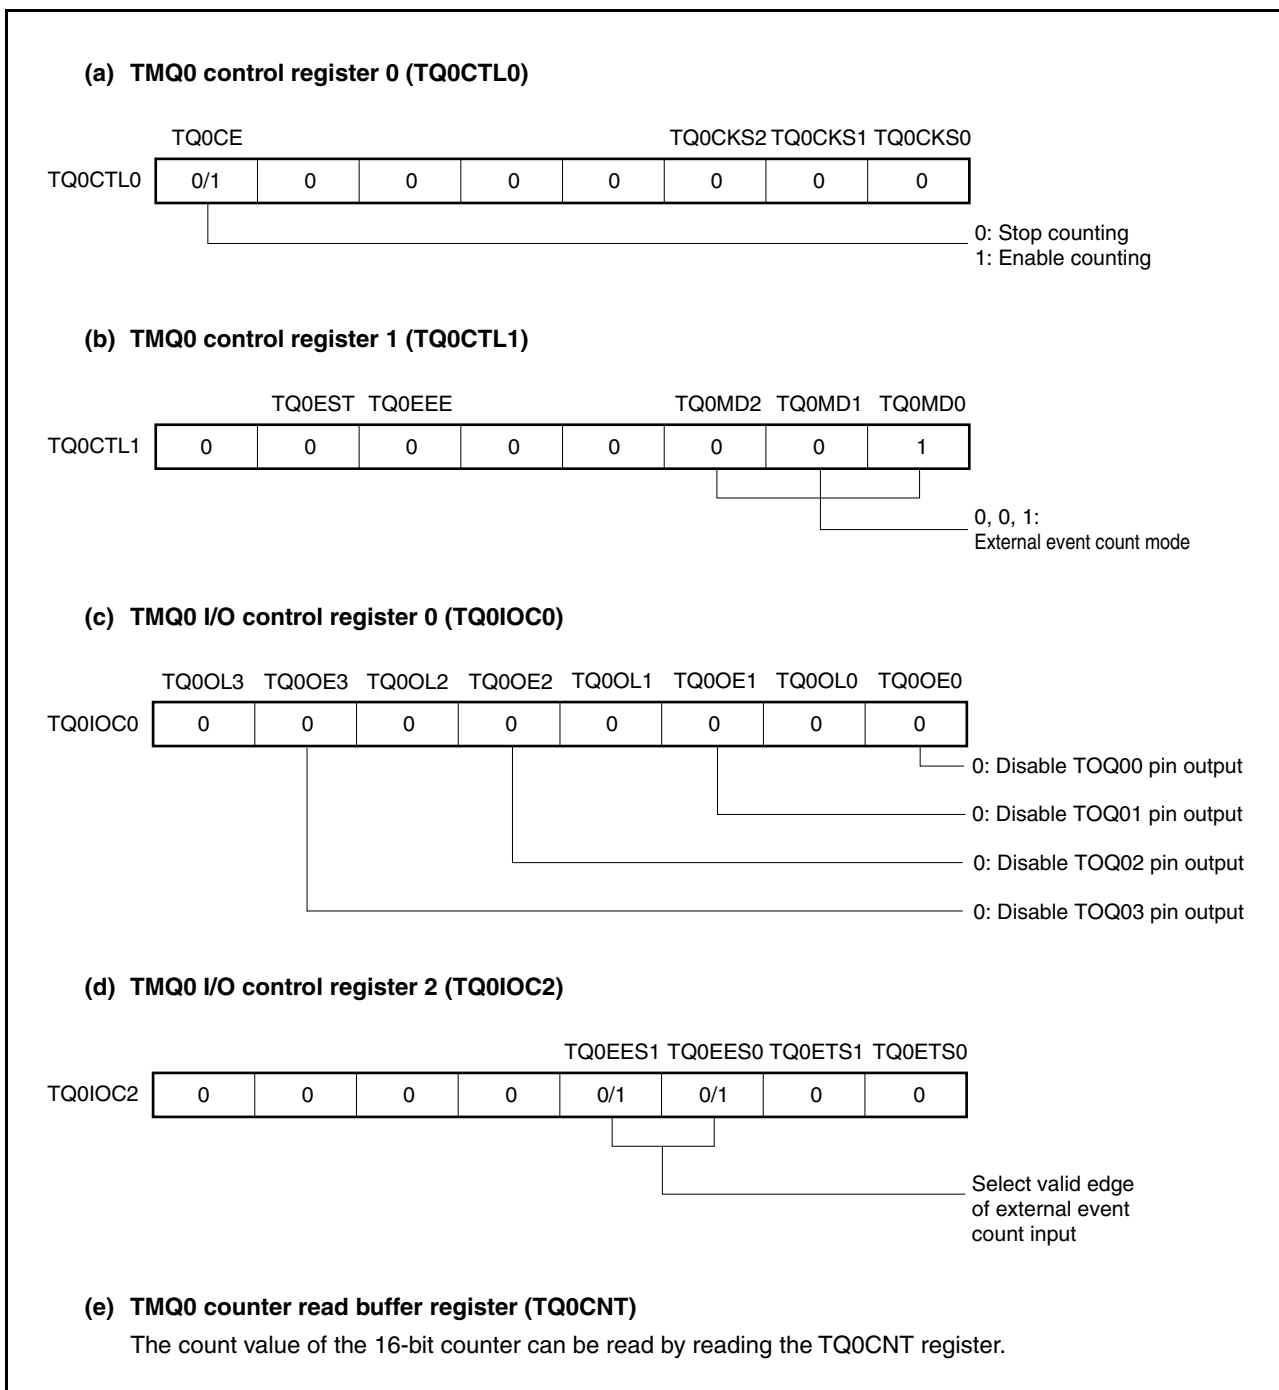 (a) TMQ0 control register 0 (TQ0CTL0)
TQ0CE TQ0CKS2 TQ0CKS1 TQ0CKS0
TQ0CTL0 0/1 0 0 0 0 0 0 0
0: Stop counting
1: Enable counting
(b) TMQ0 control register 1 (TQ0CTL1)
TQ0EST TQ0EEE TQ0MD2 TQ0MD1 TQ0MD0
TQ0CTL1 0 0 0 0 0 0 0 1
0, 0, 1:
External event count mode
(c) TMQ0 I/O control register 0 (TQ0IOC0)
TQ0OL3 TQ0OE3 TQ0OL2 TQ0OE2 TQ0OL1 TQ0OE1 TQ0OL0 TQ0OE0
TQ0IOC0 0 0 0 0 0 0 0 0
0: Disable TOQ00 pin output
0: Disable TOQ01 pin output
0: Disable TOQ02 pin output
0: Disable TOQ03 pin output
(d) TMQ0 I/O control register 2 (TQ0IOC2)
TQ0EES1 TQ0EES0 TQ0ETS1 TQ0ETS0
TQ0IOC2 0 0 0 0 0/1 0/1 0 0
Select valid edge
of external event
count input
(e) TMQ0 counter read buffer register (TQ0CNT)
The count value of the 16-bit counter can be read by reading the TQ0CNT register.